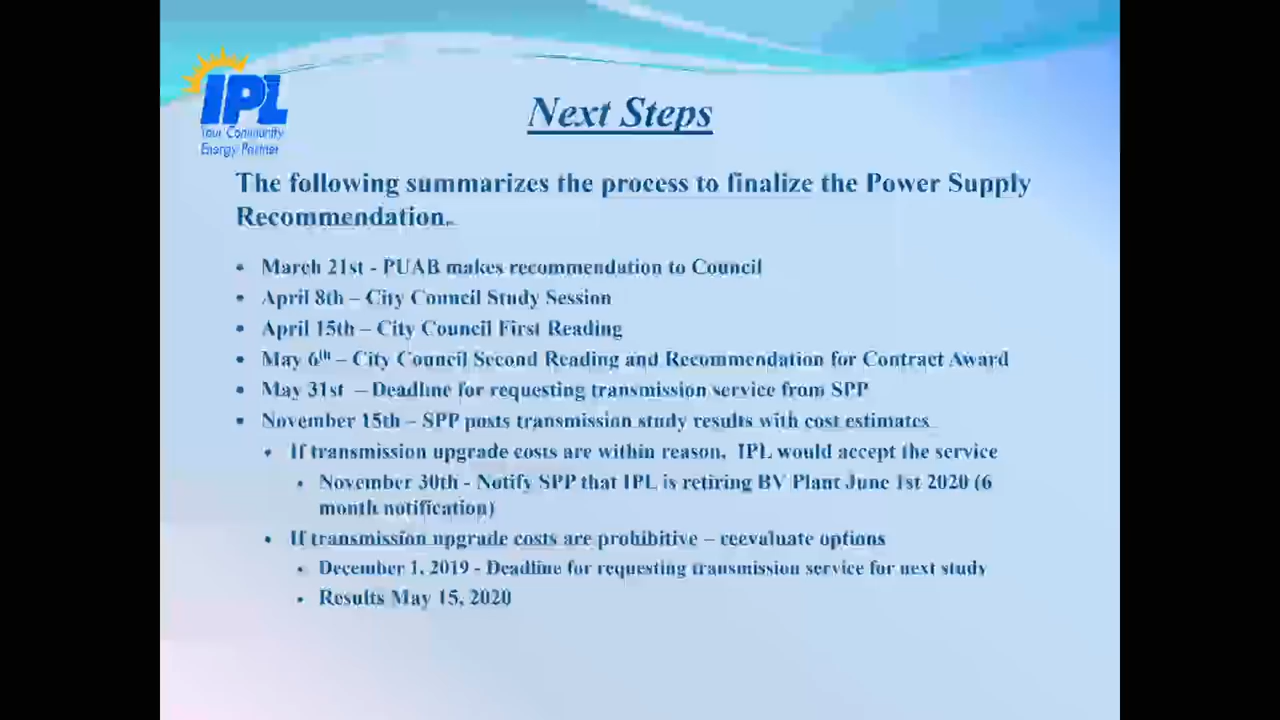 IPL
Your Community
Energy Partner
Next Steps
The following summarizes the process to finalize the Power Supply
Recommendation.
• March 21st - PUAB makes recommendation to Council
• April 8th – City Council Study Session
• April 15th – City Council First Reading
• May 6th – City Council Second Reading and Recommendation for Contract Award
• May 31st – Deadline for requesting transmission service from SPP
• November 15th – SPP posts transmission study results with cost estimates
• If transmission upgrade costs are within reason, IPL would accept the service
• November 30th - Notify SPP that IPL is retiring BV Plant June 1st 2020 (6
month notification)
• If transmission upgrade costs are prohibitive – reevaluate options
• December 1, 2019 - Deadline for requesting transmission service for next study
• Results May 15, 2020